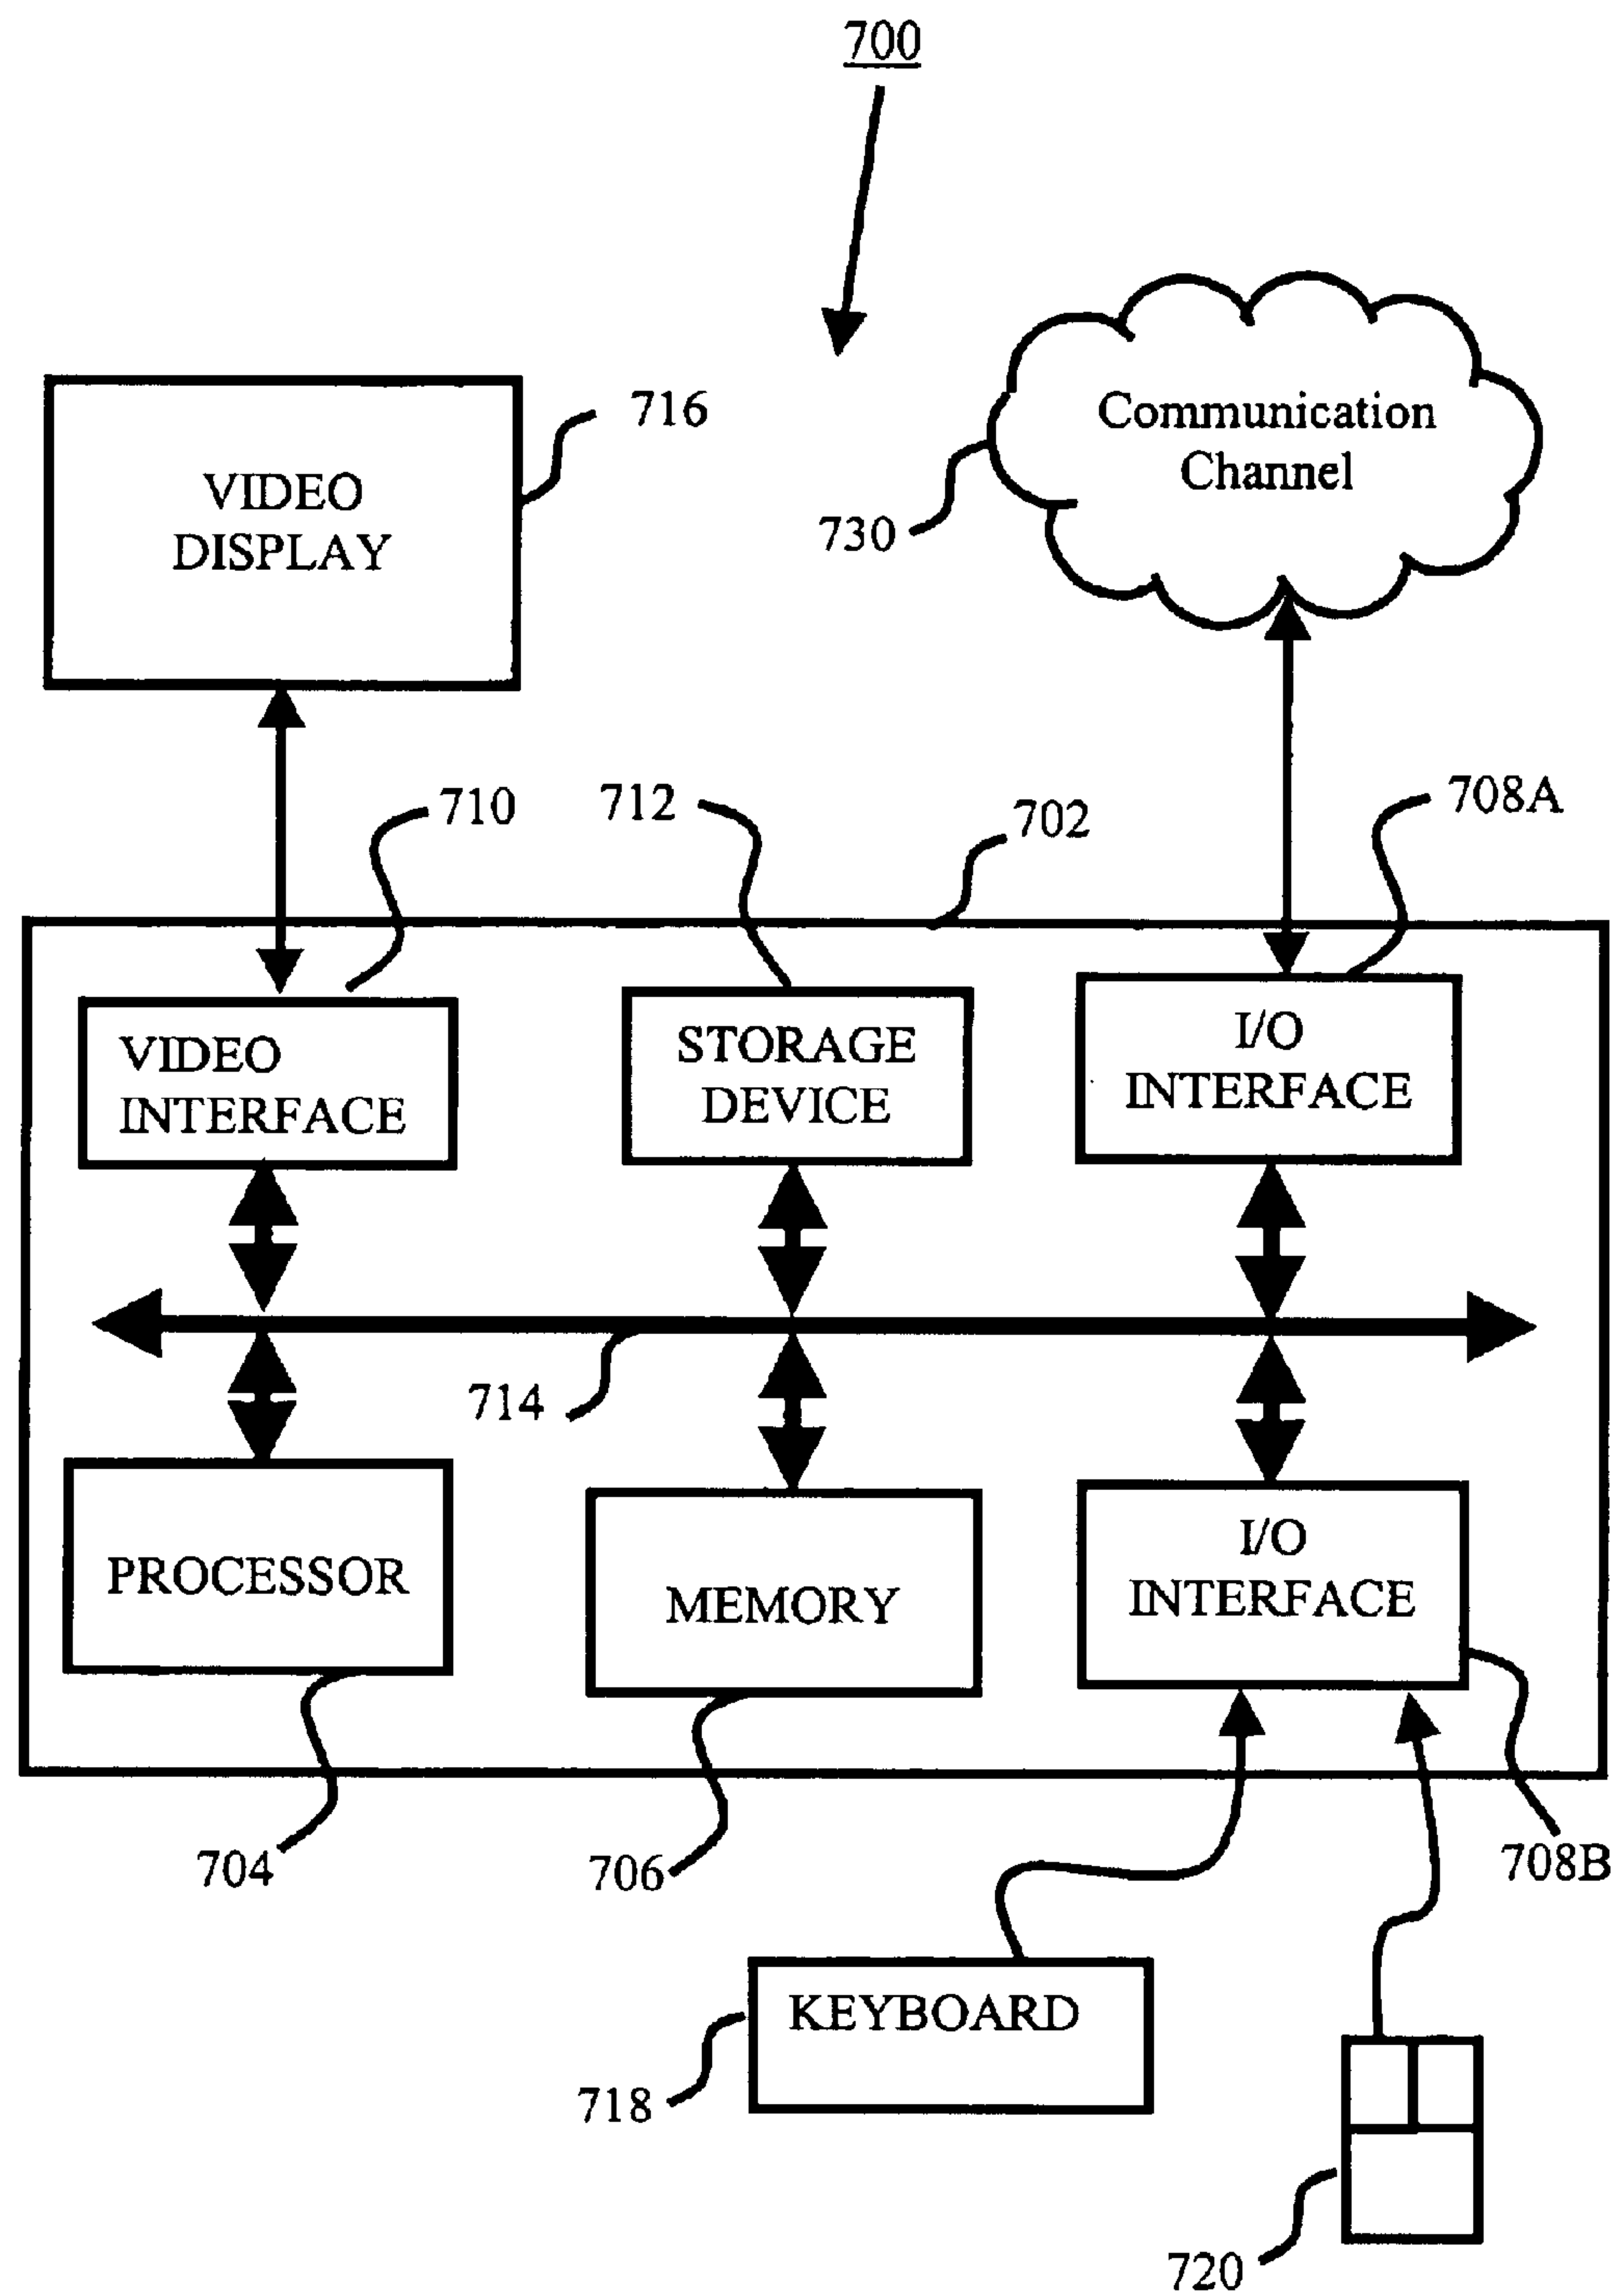 700
Communication
Channel
716
VIDEO
DISPLAY
730
710
712
702
708A
VIDEO
INTERFACE
STORAGE
DEVICE
I/O
INTERFACE
714
PROCESSOR
MEMORY
I/O
INTERFACE
704
706
708B
KEYBOARD
718
720